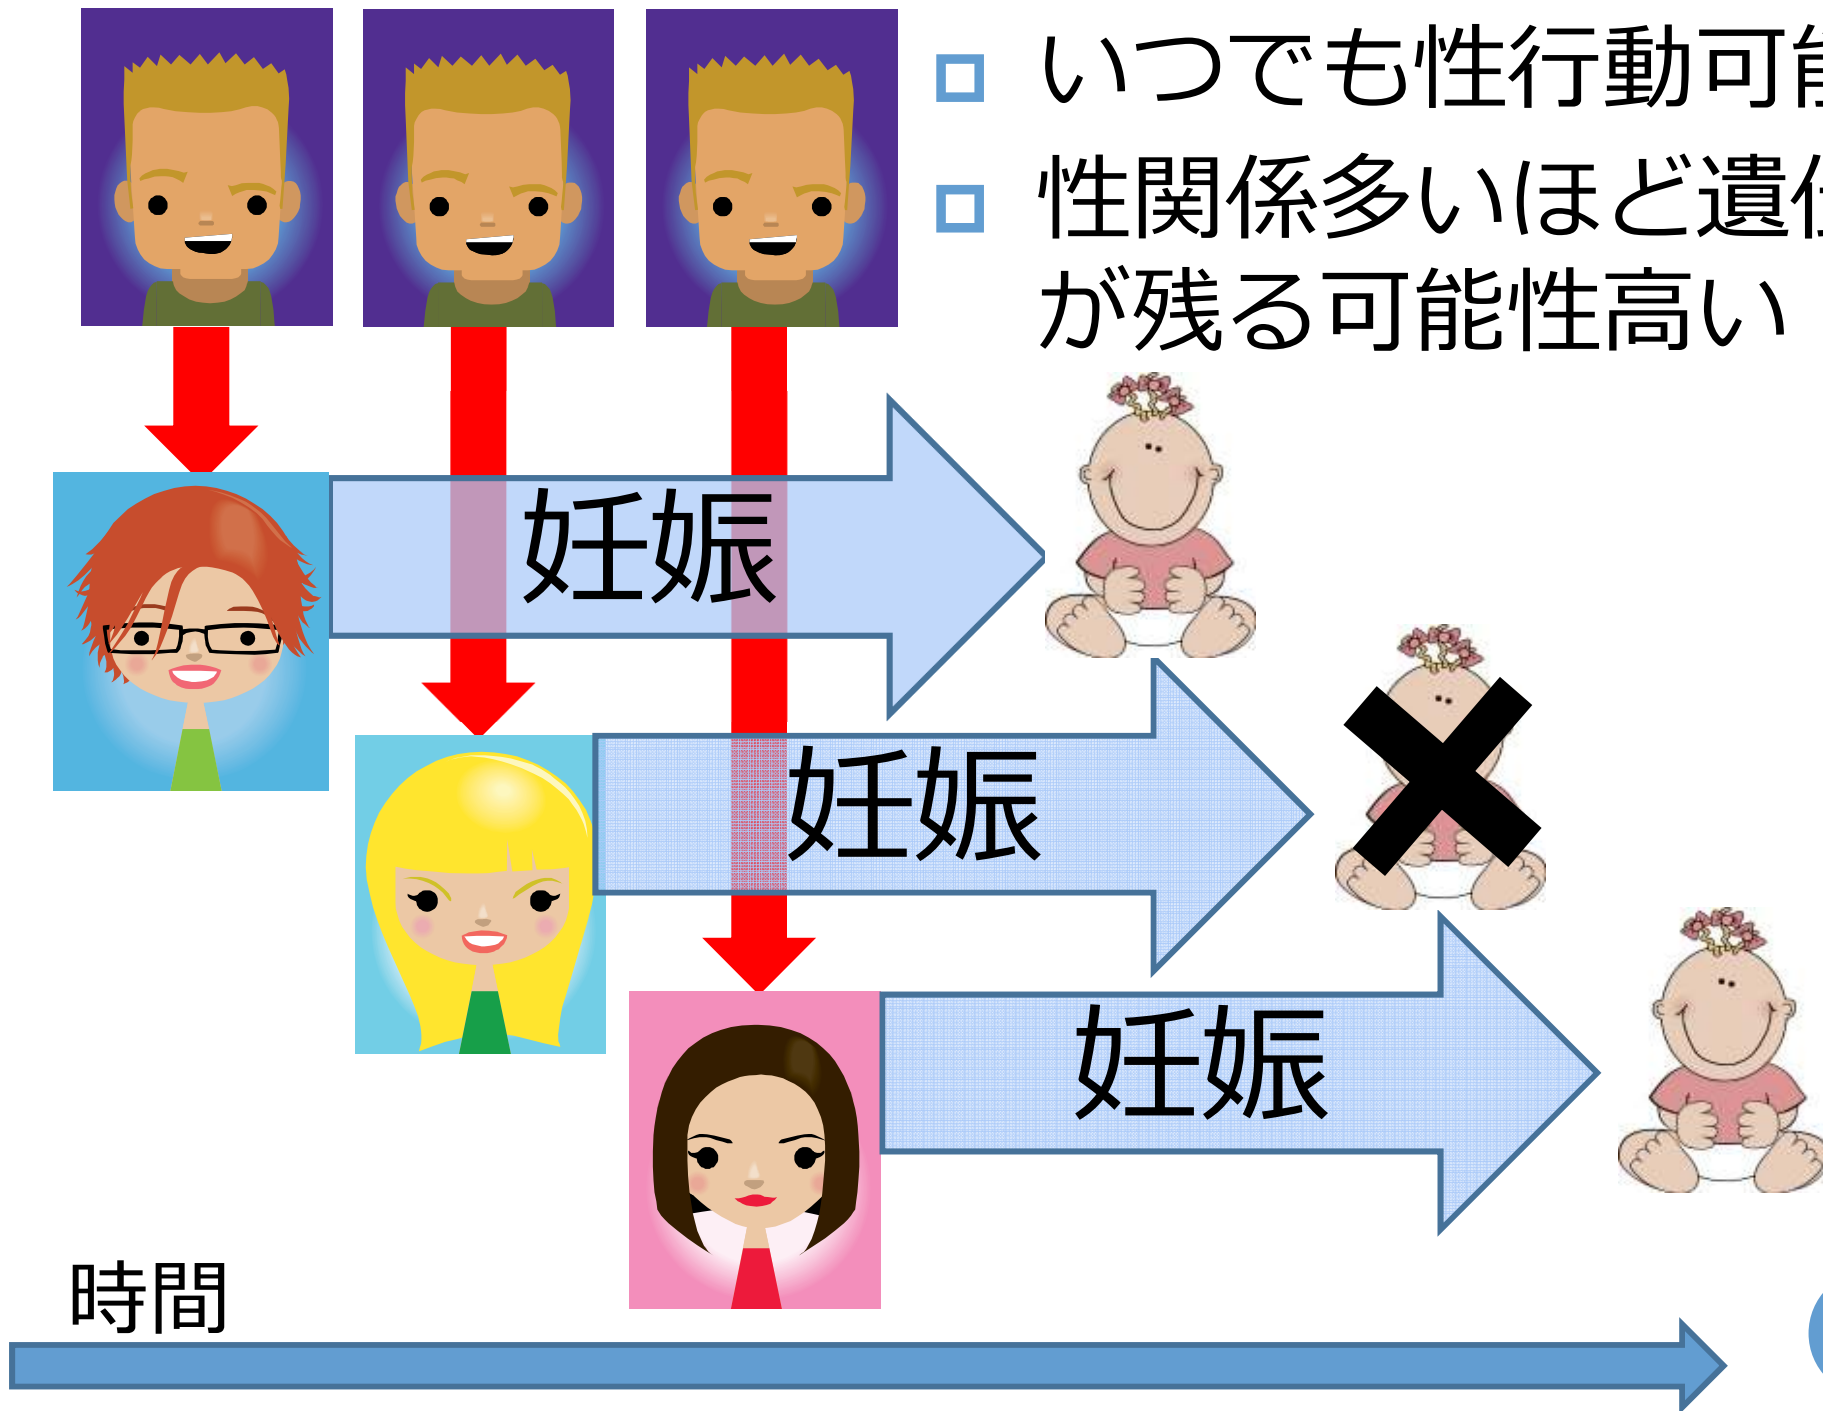 いつでも性行動可
性関係多いほど遺
が残る可能性高い
妊娠
妊娠
妊娠
時間